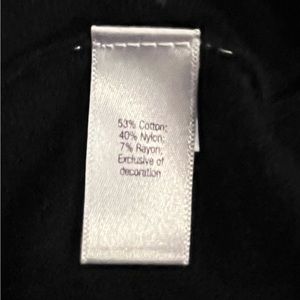 53% Cotton;
40% Nylon;
7% Rayon;
Exclusive of
decoration